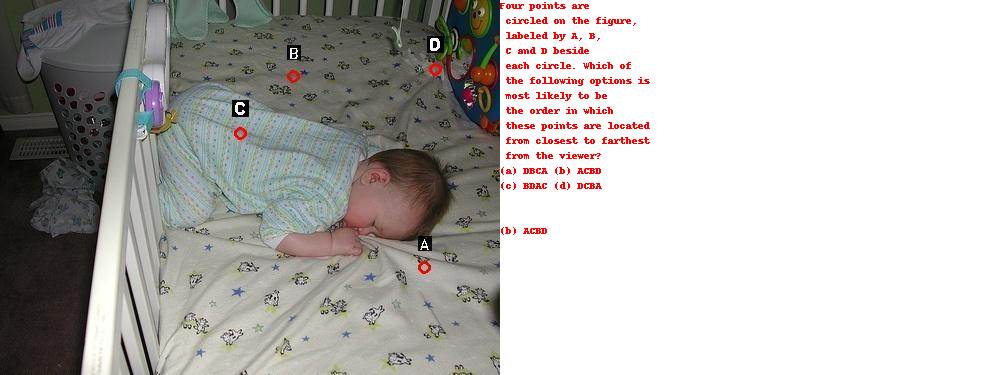 B
D
C
A
Four points are
circled on the figure,
labeled by A, B,
C and D beside
each circle. Which of
the following options is
most likely to be
the order in which
these points are located
from closest to farthest
from the viewer?
(a) DBCA (b) ACBD
(c) BDAC (d) DCBA
(b) ACBD